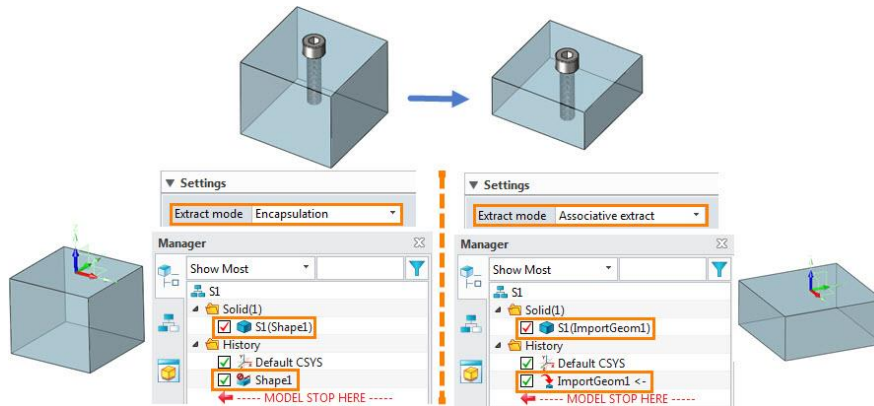 Settings
Extract mode Encapsulation
Manager
Show Most
S1
Solid(1)
S1(Shape1)
History
Default CSYS
Shape1
----- MODEL STOP HERE -----
Settings
Extract mode Associative extract
Manager
Show Most
S1
Solid(1)
S1(ImportGeom1)
History
Default CSYS
ImportGeom1 <-
----- MODEL STOP HERE -----